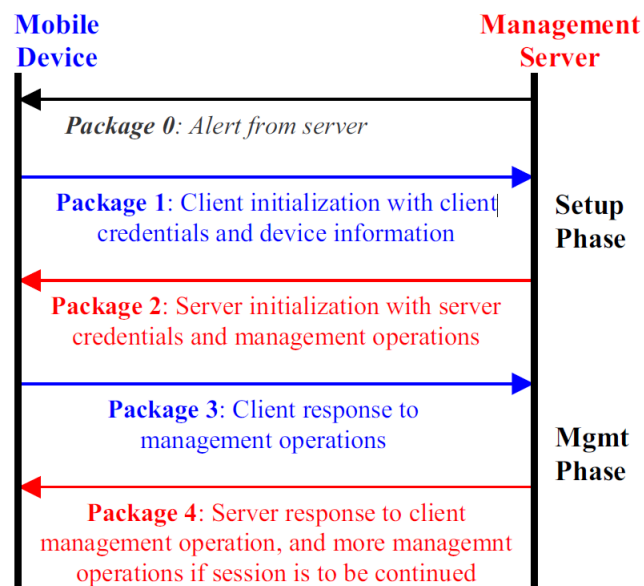 Mobile Device
Management Server
Package 0: Alert from server
Package 1: Client initialization with client
credentials and device information
Setup
Phase
Package 2: Server initialization with server
credentials and management operations
Package 3: Client response to
management operations
Mgmt
Phase
Package 4: Server response to client
management operation, and more managemnt
operations if session is to be continued